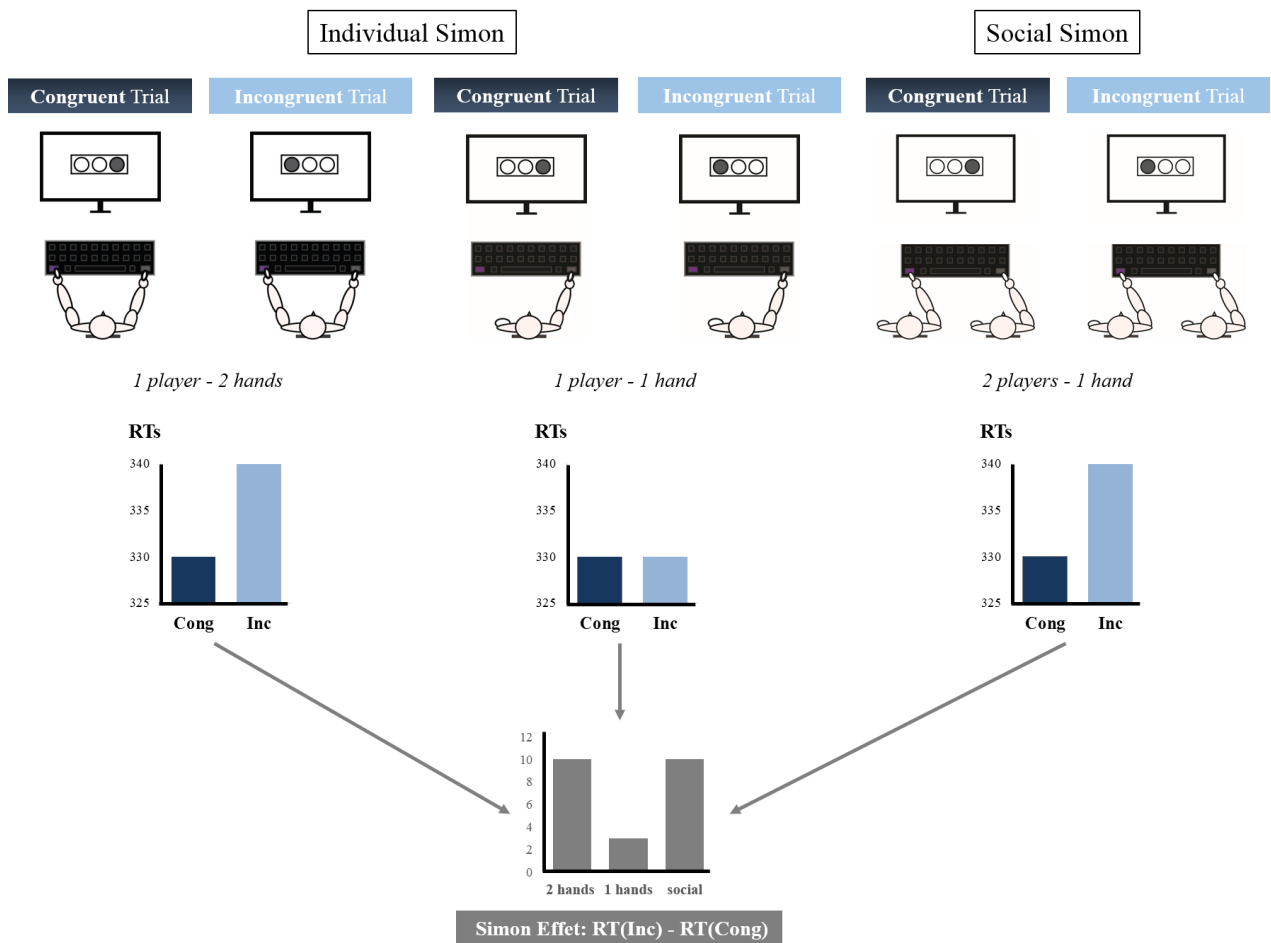 Individual Simon
Social Simon
Congruent Trial
Incongruent Trial
Congruent Trial
Incongruent Trial
Congruent Trial
Incongruent Trial
1 player - 2 hands
1 player - 1 hand
2 players - 1 hand
RTs
340
335
330
325
Cong Inc
RTs
340
335
330
325
Cong Inc
RTs
340
335
330
325
Cong Inc
12
10
8
6
4
2
0
2 hands 1 hands social
Simon Effet: RT(Inc) - RT(Cong)